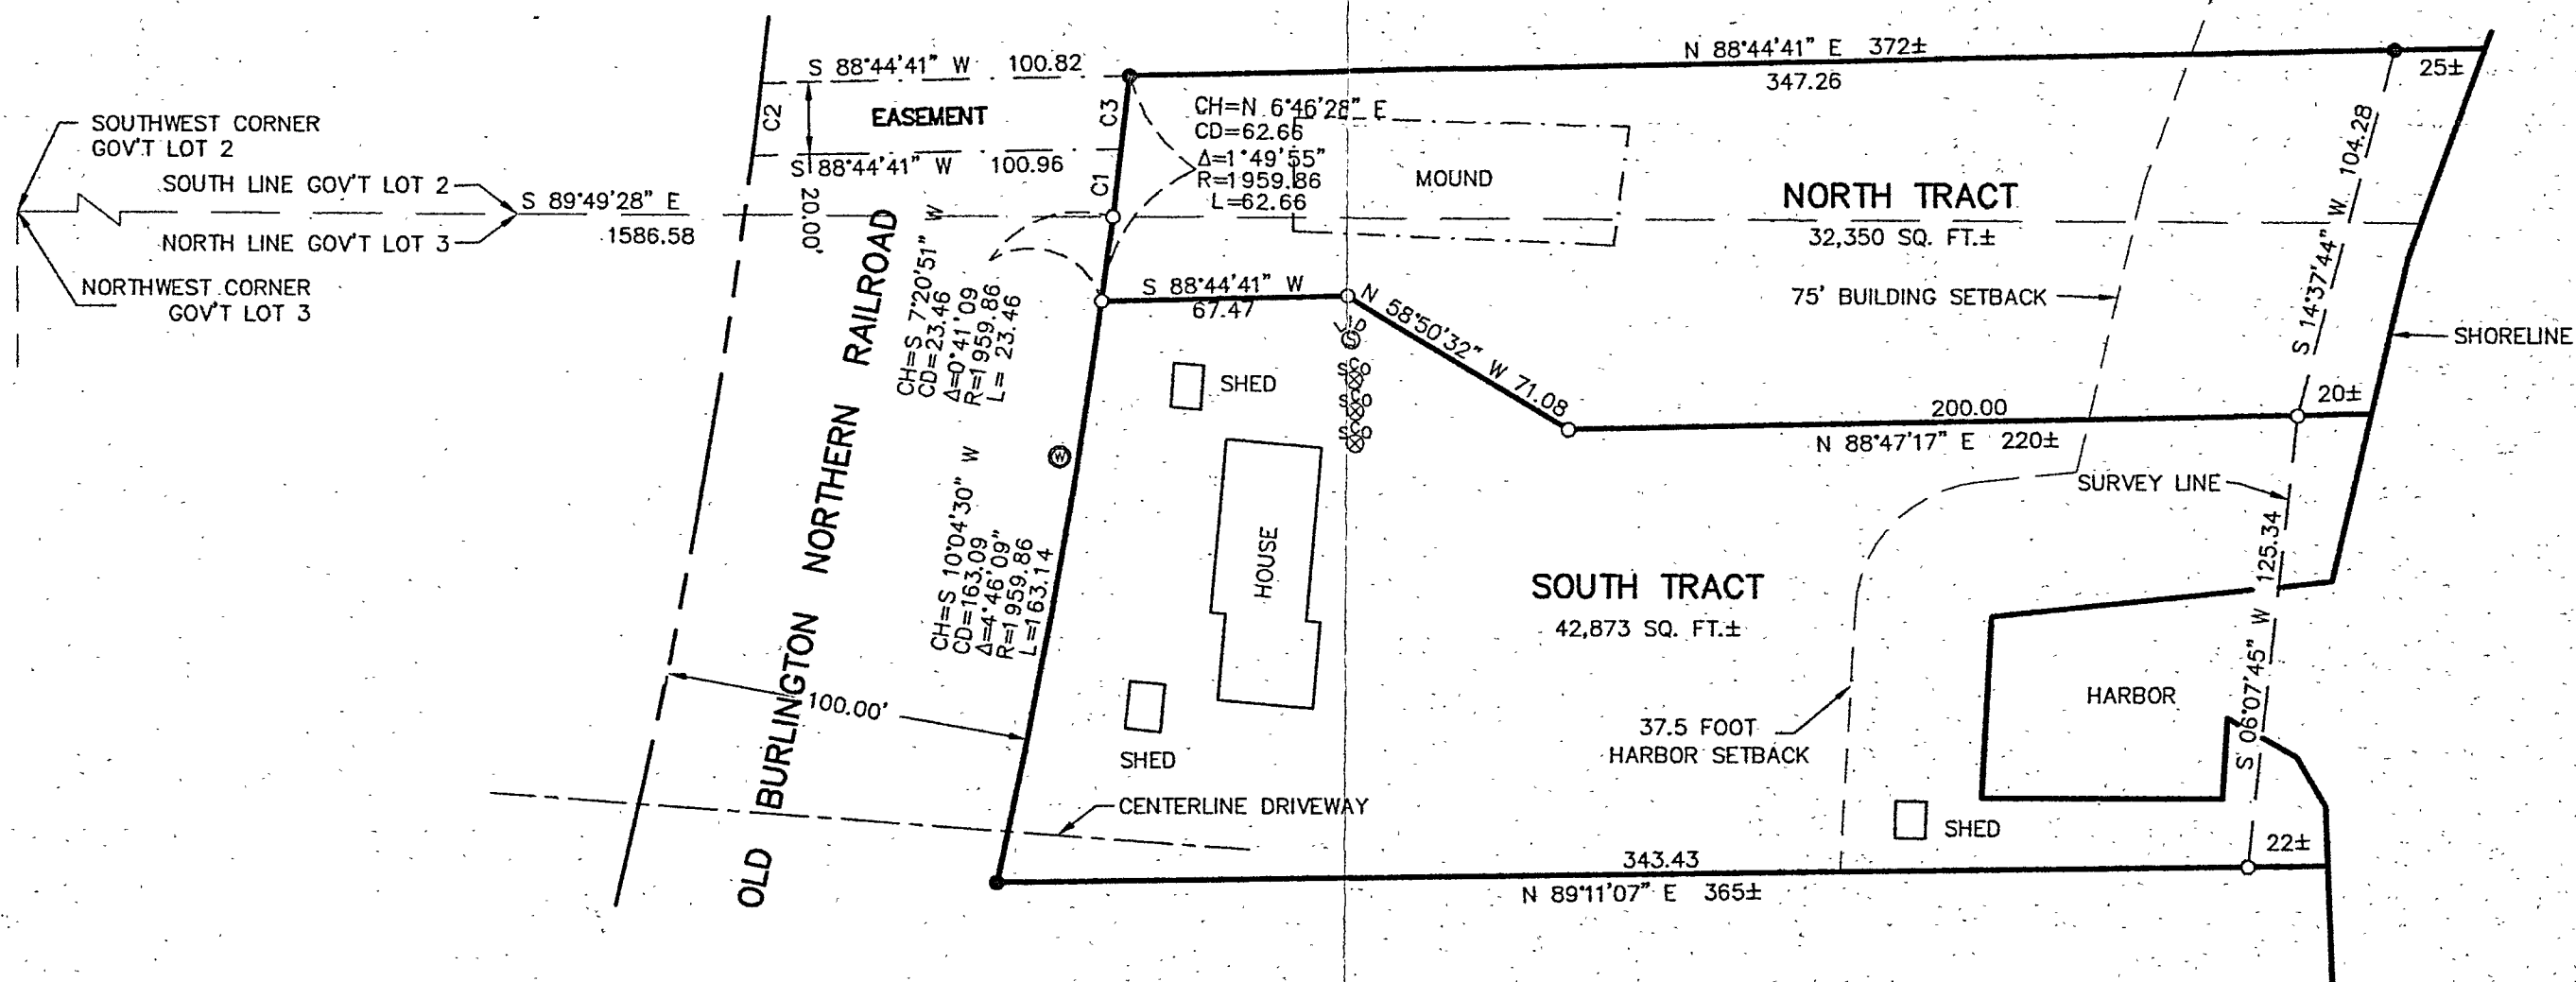 S 88°44'41" W 100.82
N 88°44'41" E 372±
347.26
25±
SOUTHWEST CORNER
GOV'T LOT 2
C2
EASEMENT
C3
CH=N 6°46'28" E
CD=62.66
Δ=1°49'55"
R=1959.86
L=62.66
MOUND
S 14°37'44" W 104.28
S 88°44'41" W 100.96
20.00'
C1
SOUTH LINE GOV'T LOT 2
S 89°49'28" E
1586.58
NORTH LINE GOV'T LOT 3
NORTH TRACT
32,350 SQ. FT.±
NORTHWEST CORNER
GOV'T LOT 3
CH=S 7°20'51" W
CD=23.46
Δ=0°41'09
R=1959.86
L= 23.46
S 88°44'41" W
67.47
N 58°50'32" W 71.08
75' BUILDING SETBACK
SHORELINE
LID
S
SCO
SCO
SCO
SHED
200.00
N 88°47'17" E 220±
20±
OLD BURLINGTON NORTHERN RAILROAD
W
CH=S 10°04'30" W
CD=163.09
Δ=4°46'09"
R=1959.86
L=163.14
HOUSE
SURVEY LINE
S 06°07'45" W 125.34
SOUTH TRACT
42,873 SQ. FT.±
HARBOR
100.00'
37.5 FOOT
HARBOR SETBACK
SHED
CENTERLINE DRIVEWAY
SHED
22±
343.43
N 89°11'07" E 365±